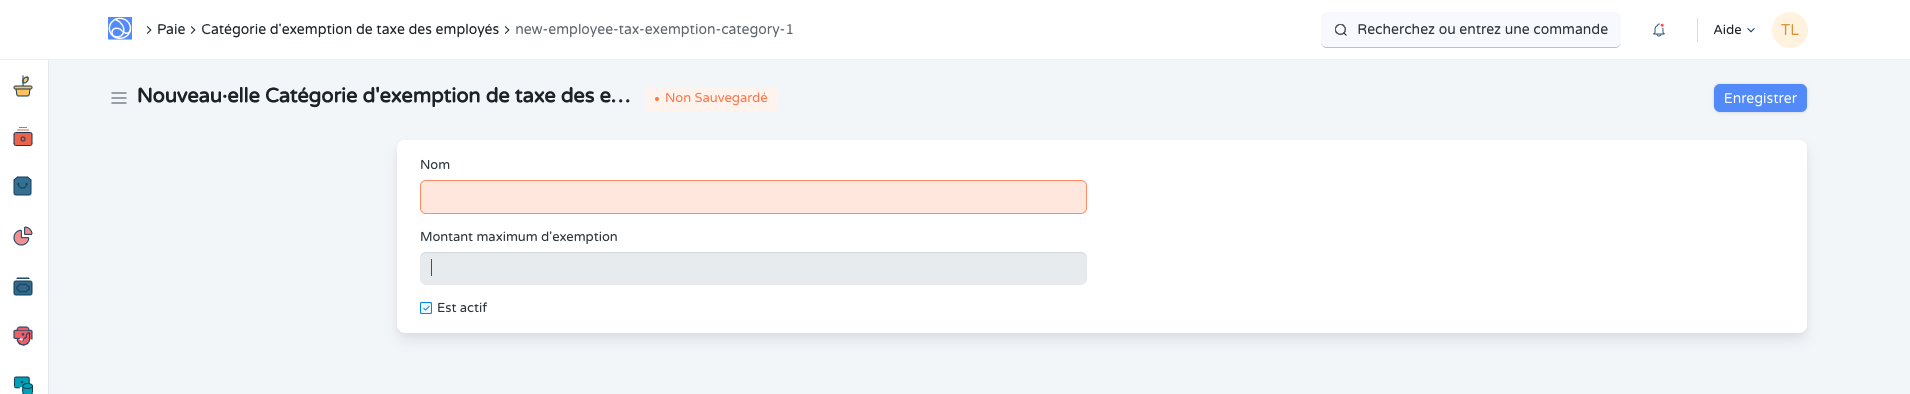 Paie Catégorie d'exemption de taxe des employés new-employee-tax-exemption-category-1
Recherchez ou entrez une commande
Aide
TL
Nouveau·elle Catégorie d'exemption de taxe des e...
Non Sauvegardé
Enregistrer
Nom
Montant maximum d'exemption
Est actif